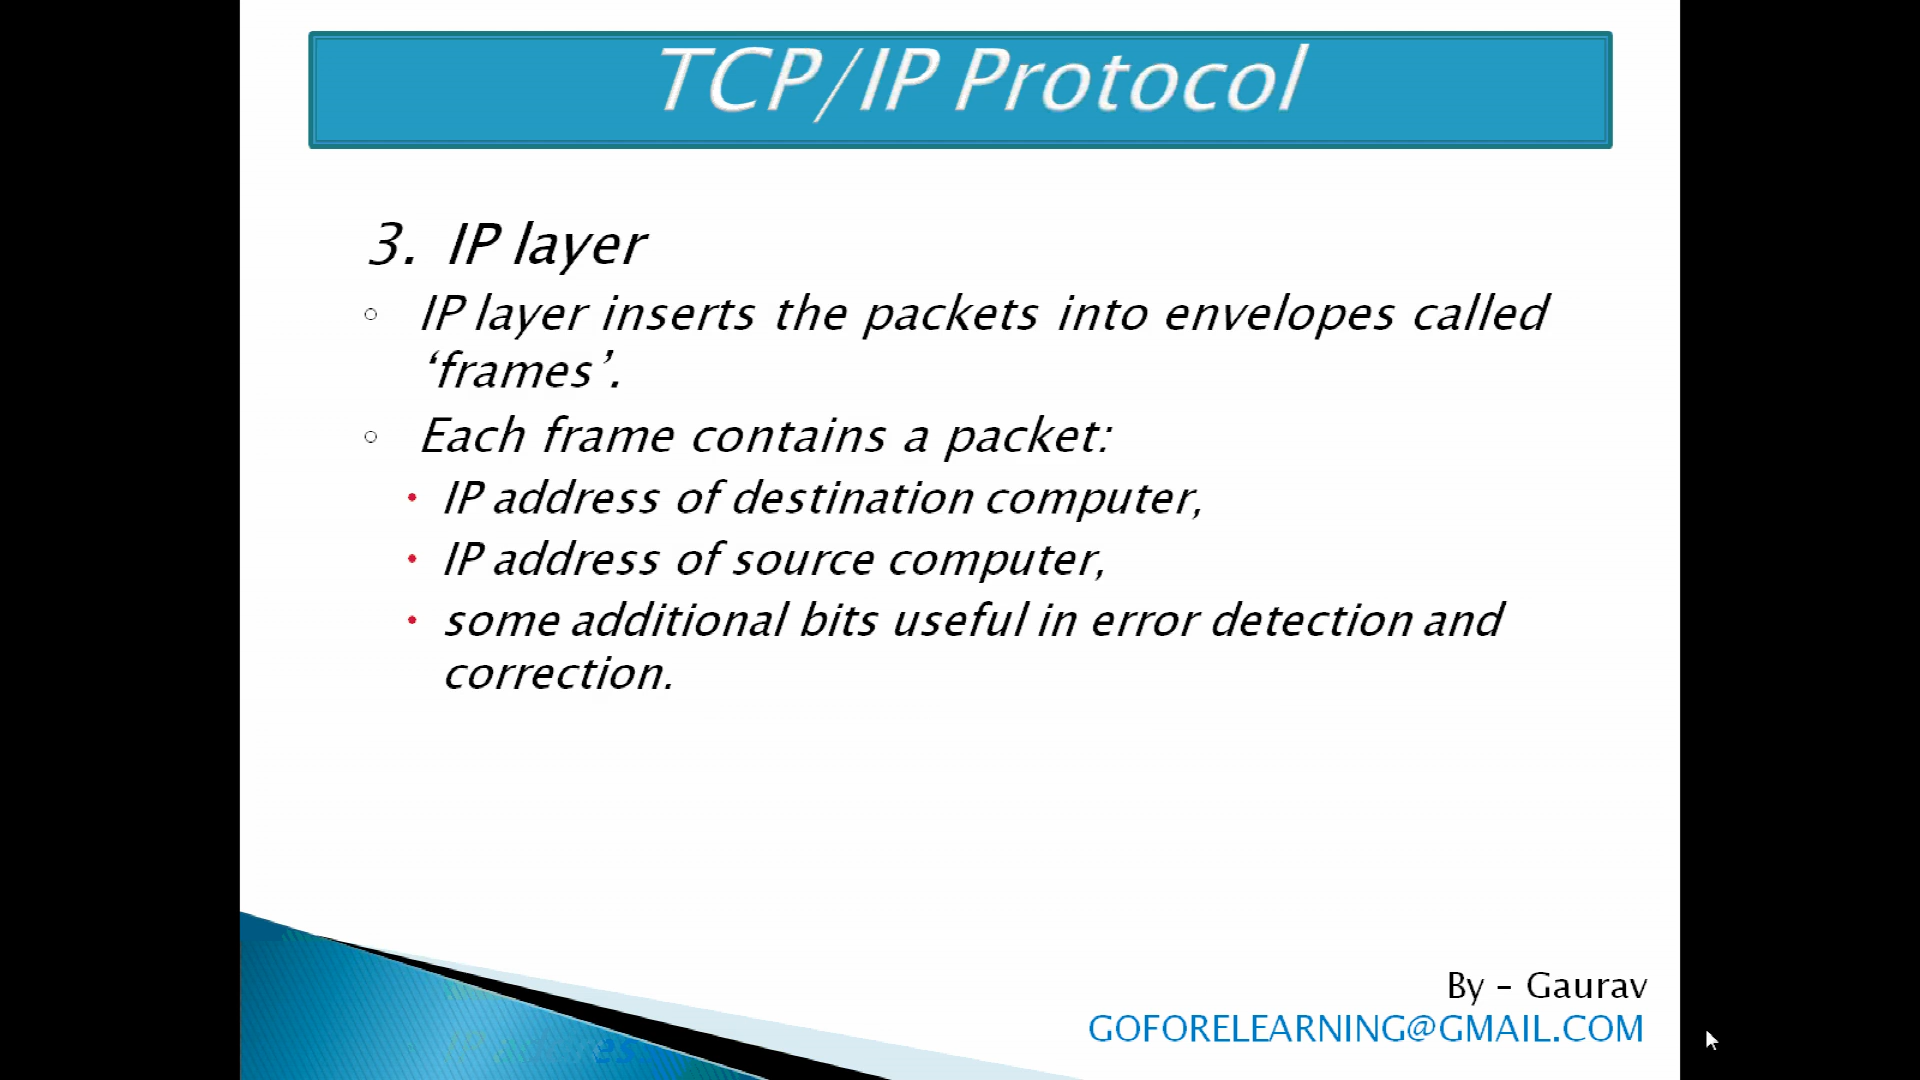 TCP/IP Protocol
3. IP layer
IP layer inserts the packets into envelopes called
‘frames’.
Each frame contains a packet:
IP address of destination computer,
IP address of source computer,
some additional bits useful in error detection and
correction.
By – Gaurav
GOFORELEARNING@GMAIL.COM